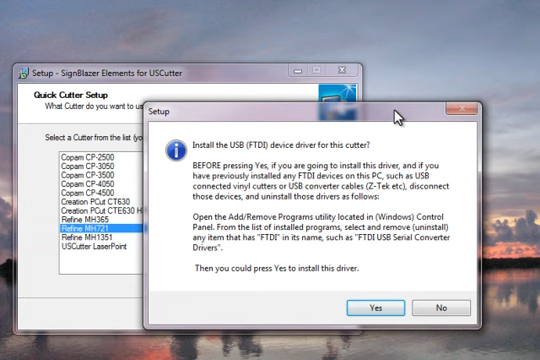 Setup - SignBlazer Elements for USCutter
Quick Cutter Setup
What Cutter do you want to us
Select a Cutter from the list (yo
Copam CP-2500
Copam CP-3050
Copam CP-3500
Copam CP-4050
Copam CP-4500
Creation PCut CT630
Creation PCut CTE630 H
Refine MH365
Refine MH721
Refine MH1351
USCutter LaserPoint
Setup
Install the USB (FTDI) device driver for this cutter?
BEFORE pressing Yes, if you are going to install this driver, and if you
have previously installed any FTDI devices on this PC, such as USB
connected vinyl cutters or USB converter cables (Z-Tek etc), disconnect
those devices, and uninstall those drivers as follows:
Open the Add/Remove Programs utility located in (Windows) Control
Panel. From the list of installed programs, select and remove (uninstall)
any item that has "FTDI" in its name, such as "FTDI USB Serial Converter
Drivers".
Then you could press Yes to install this driver.
Yes
No